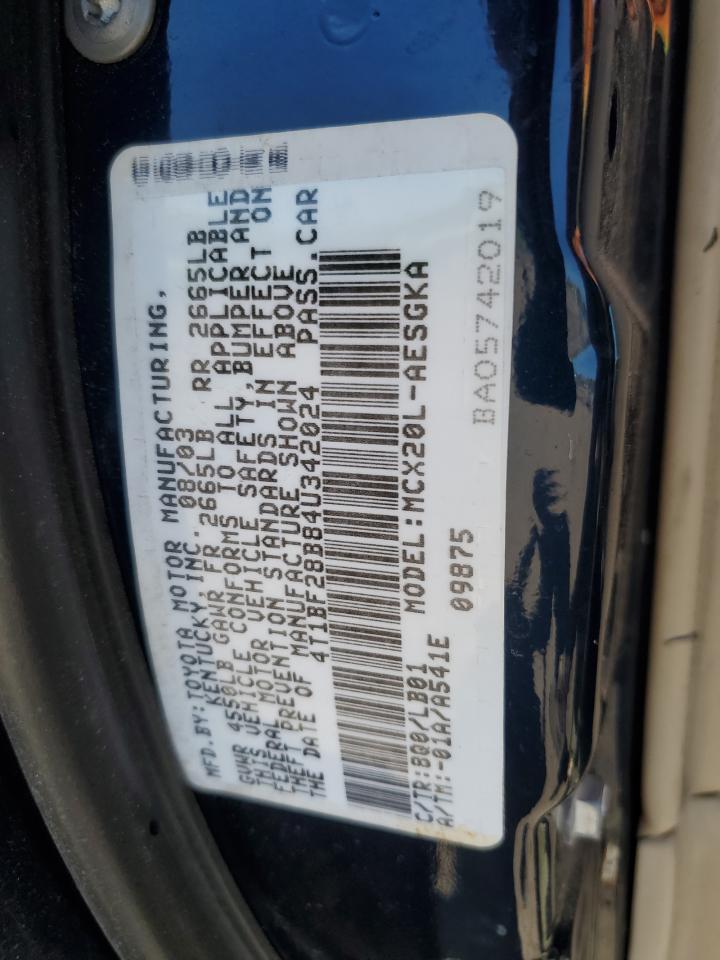 MFD. BY: TOYOTA MOTOR MANUFACTURING,
KENTUCKY, INC. 08/03
GVWR 4550LB GAWR FR 2665LB RR 2665LB
THIS VEHICLE CONFORMS TO ALL APPLICABLE
FEDERAL MOTOR VEHICLE SAFETY, BUMPER AND
THEFT PREVENTION STANDARDS IN EFFECT ON
THE DATE OF MANUFACTURE SHOWN ABOVE
4T1BF28B84U342024 PASS. CAR
C/TR:8Q0/LB01 MODEL:MCX20L-AESGKA
A/TM:-01A/A541E 09875
BA05742019